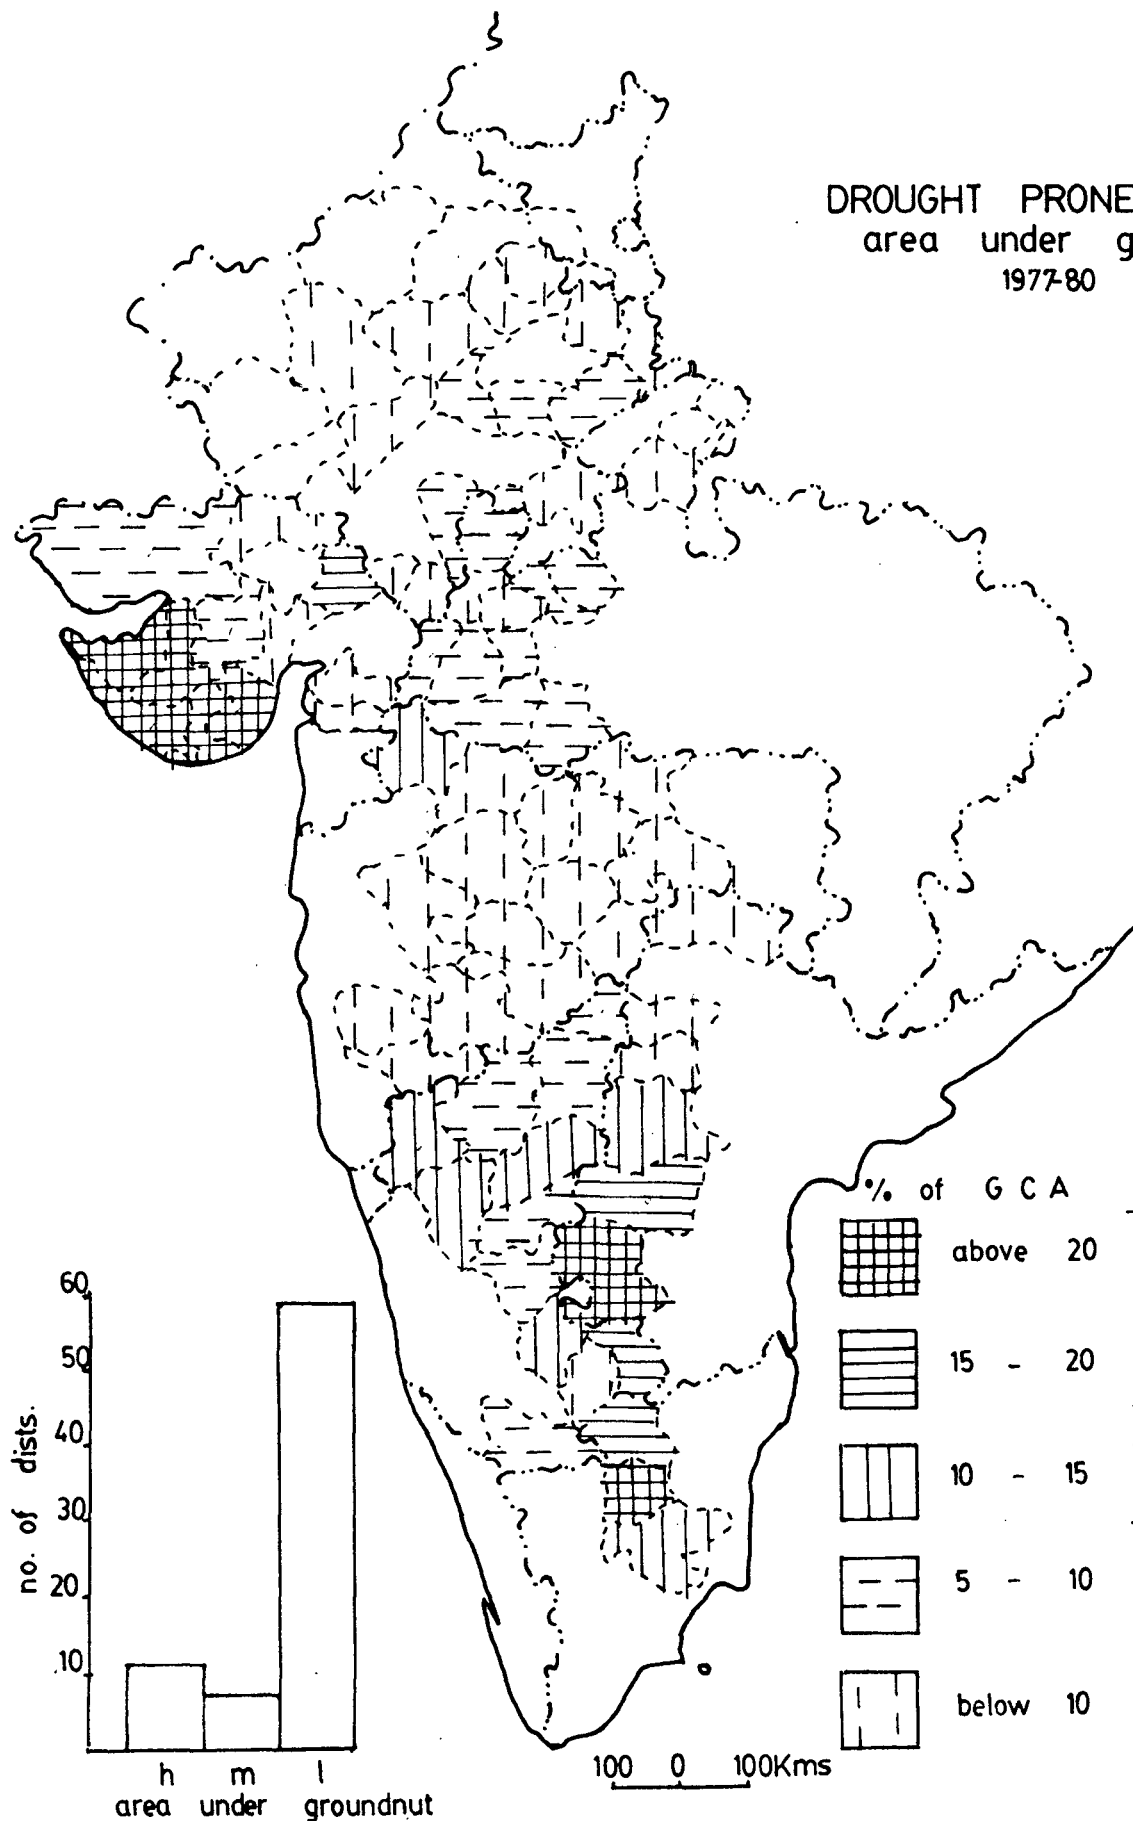 DROUGHT PRONE
area under g
1977-80
% of G C A
above 20
15 - 20
10 - 15
5 - 10
below 10
60
50
40
30
20
10
no. of dists.
h m l
area under groundnut
100 0 100Kms